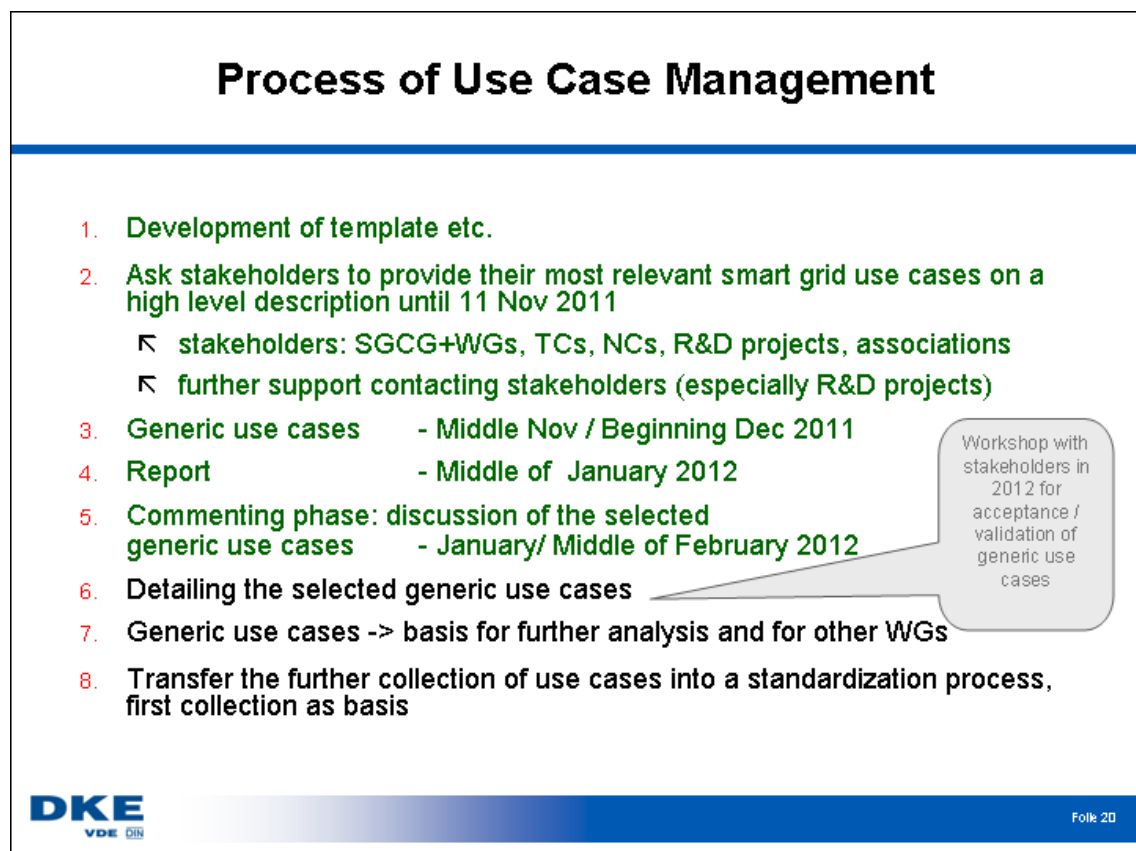 Process of Use Case Management
1. Development of template etc.
2. Ask stakeholders to provide their most relevant smart grid use cases on a
high level description until 11 Nov 2011
stakeholders: SGCG+WGs, TCs, NCs, R&D projects, associations
further support contacting stakeholders (especially R&D projects)
3. Generic use cases - Middle Nov / Beginning Dec 2011
4. Report - Middle of January 2012
5. Commenting phase: discussion of the selected
generic use cases - January/ Middle of February 2012
6. Detailing the selected generic use cases
7. Generic use cases -> basis for further analysis and for other WGs
8. Transfer the further collection of use cases into a standardization process,
first collection as basis
Workshop with
stakeholders in
2012 for
acceptance /
validation of
generic use
cases
DKE
VDE DIN
Folie 20